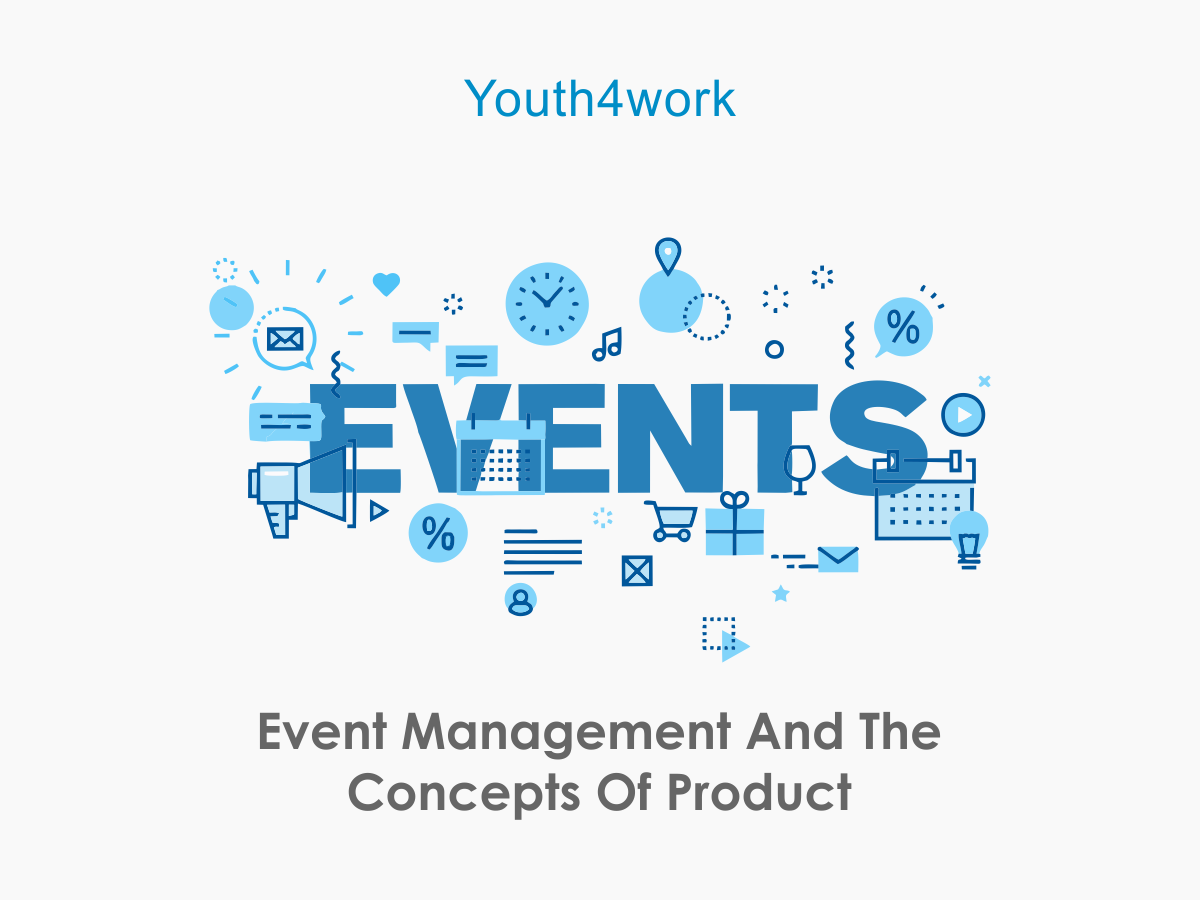 Youth4work
%
EVENTS
%
Event Management And The
Concepts Of Product